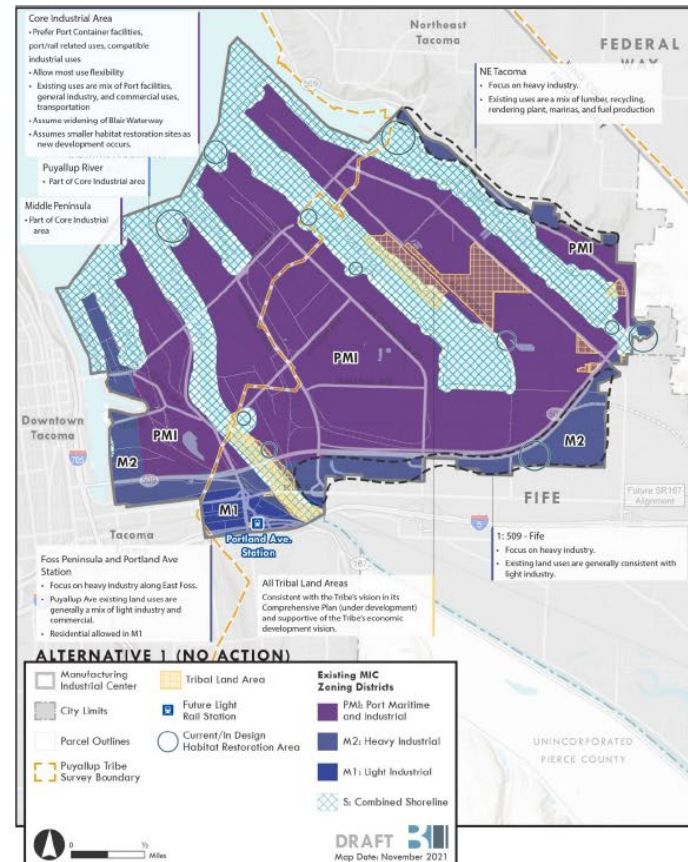 Core Industrial Area
• Prefer Port Container facilities,
port/rail related uses, compatible
industrial uses
• Allow most use flexibility
Existing uses are mix of Port facilities,
general industry, and commercial uses,
transportation
• Assume widening of Blair Waterway
• Assumes smaller habitat restoration sites as
new development occurs.
Puyallup River
• Part of Core Industrial area
Middle Peninsula
• Part of Core Industrial
area
Northeast
Tacoma
FEDERAL
WAY
NE Tacoma
• Focus on heavy industry.
• Existing uses are a mix of lumber, recycling,
rendering plant, marinas, and fuel production
509
PMI
PMI
PMI
Downtown
Tacoma
705
M2
509
M2
M1
Portland Ave.
Station
Tacoma
FIFE
5
167
Future SR167
Alignment
Foss Peninsula and Portland Ave
Station
• Focus on heavy industry along East Foss.
• Puyallup Ave existing land uses are
generally a mix of light industry and
commercial.
• Residential allowed in M1
All Tribal Land Areas
Consistent with the Tribe's vision in its
Comprehensive Plan (under development)
and supportive of the Tribe's economic
development vision.
1: 509 - Fife
• Focus on heavy industry.
• Existing land uses are generally consistent with
light industry.
ALTERNATIVE 1 (NO ACTION)
Manufacturing
Industrial Center
City Limits
Parcel Outlines
Puyallup Tribe
Survey Boundary
Tribal Land Area
Future Light
Rail Station
Current/In Design
Habitat Restoration Area
Existing MIC
Zoning Districts
PMI: Port Maritime
and Industrial
M2: Heavy Industrial
M1: Light Industrial
S: Combined Shoreline
UNINCORPORATED
PIERCE COUNTY
0 ½
Miles
DRAFT
Map Date: November 2021